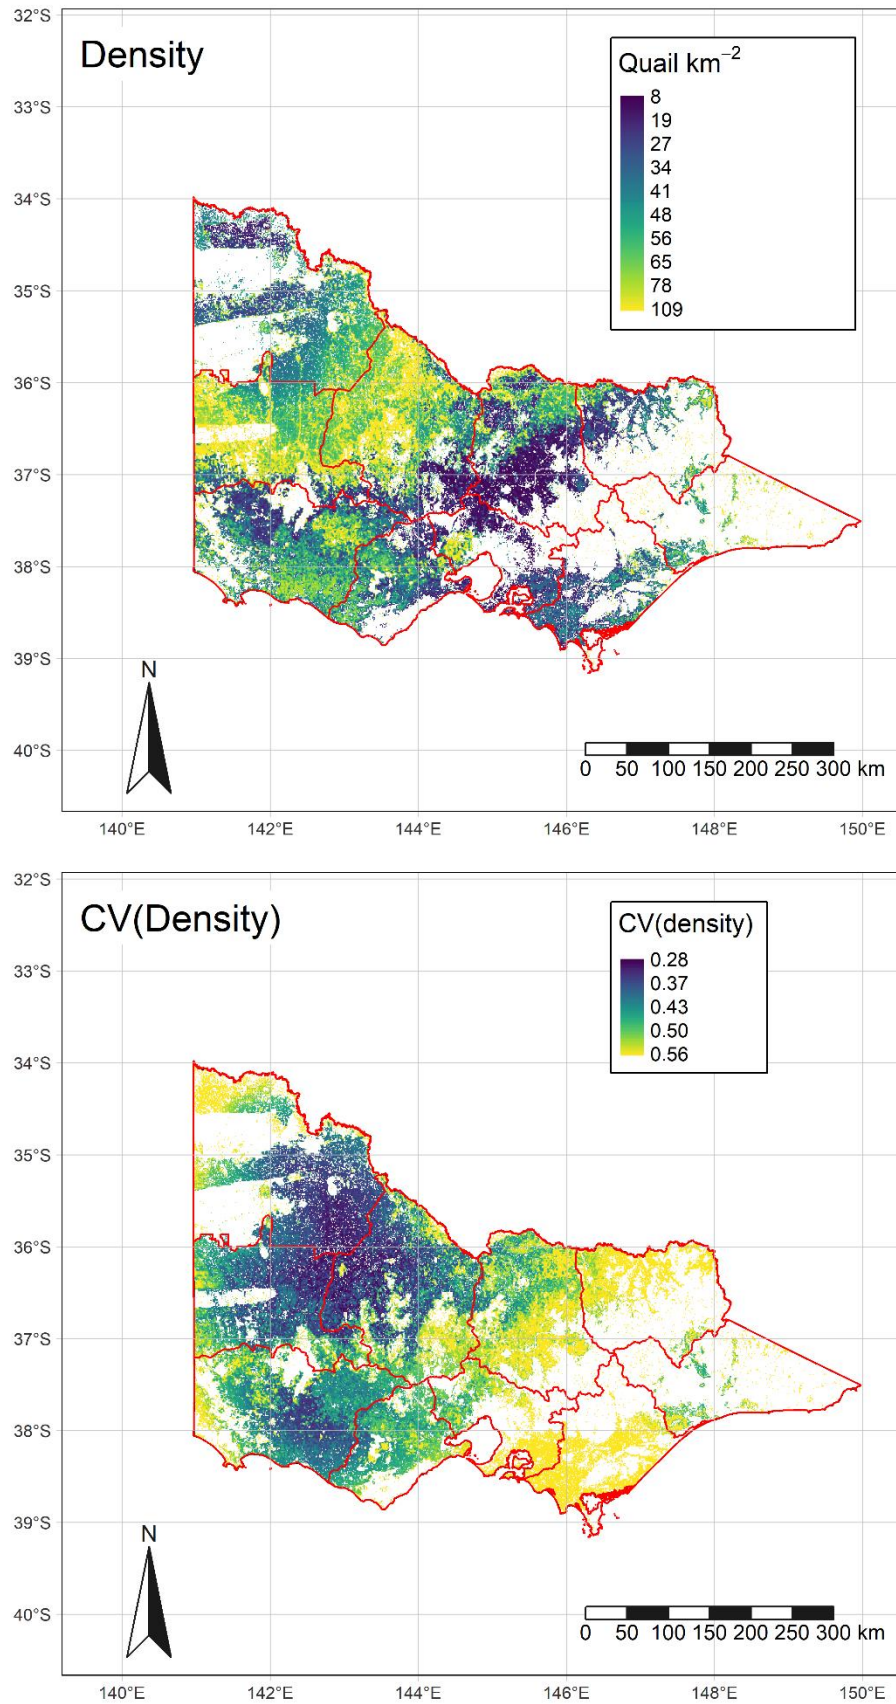 32°S
Density
Quail km⁻²
8
19
27
34
41
48
56
65
78
109
33°S
34°S
35°S
36°S
37°S
38°S
39°S
40°S
N
0 50 100 150 200 250 300 km
140°E 142°E 144°E 146°E 148°E 150°E
32°S
CV(Density)
CV(density)
0.28
0.37
0.43
0.50
0.56
33°S
34°S
35°S
36°S
37°S
38°S
39°S
40°S
N
0 50 100 150 200 250 300 km
140°E 142°E 144°E 146°E 148°E 150°E